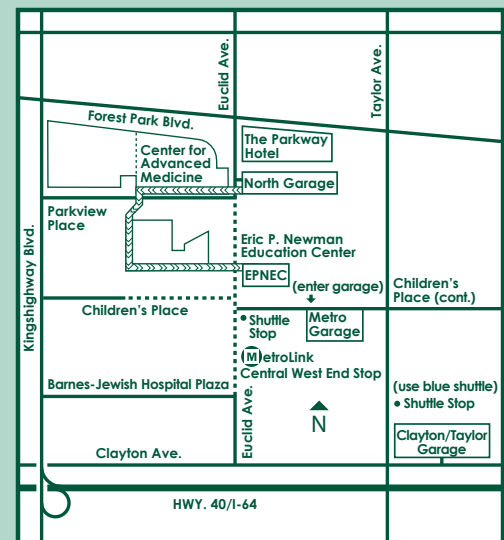 Euclid Ave.
Taylor Ave.
Forest Park Blvd.
The Parkway
Hotel
Center for
Advanced
Medicine
North Garage
Parkview
Place
Kingshighway Blvd.
Eric P. Newman
Education Center
EPNEC
(enter garage)
Children's
Place (cont.)
Children's Place
Shuttle
Stop
Metro
Garage
MetroLink
Central West End Stop
Barnes-Jewish Hospital Plaza
(use blue shuttle)
Shuttle Stop
Euclid Ave.
N
Clayton/Taylor
Garage
Clayton Ave.
HWY. 40/I-64